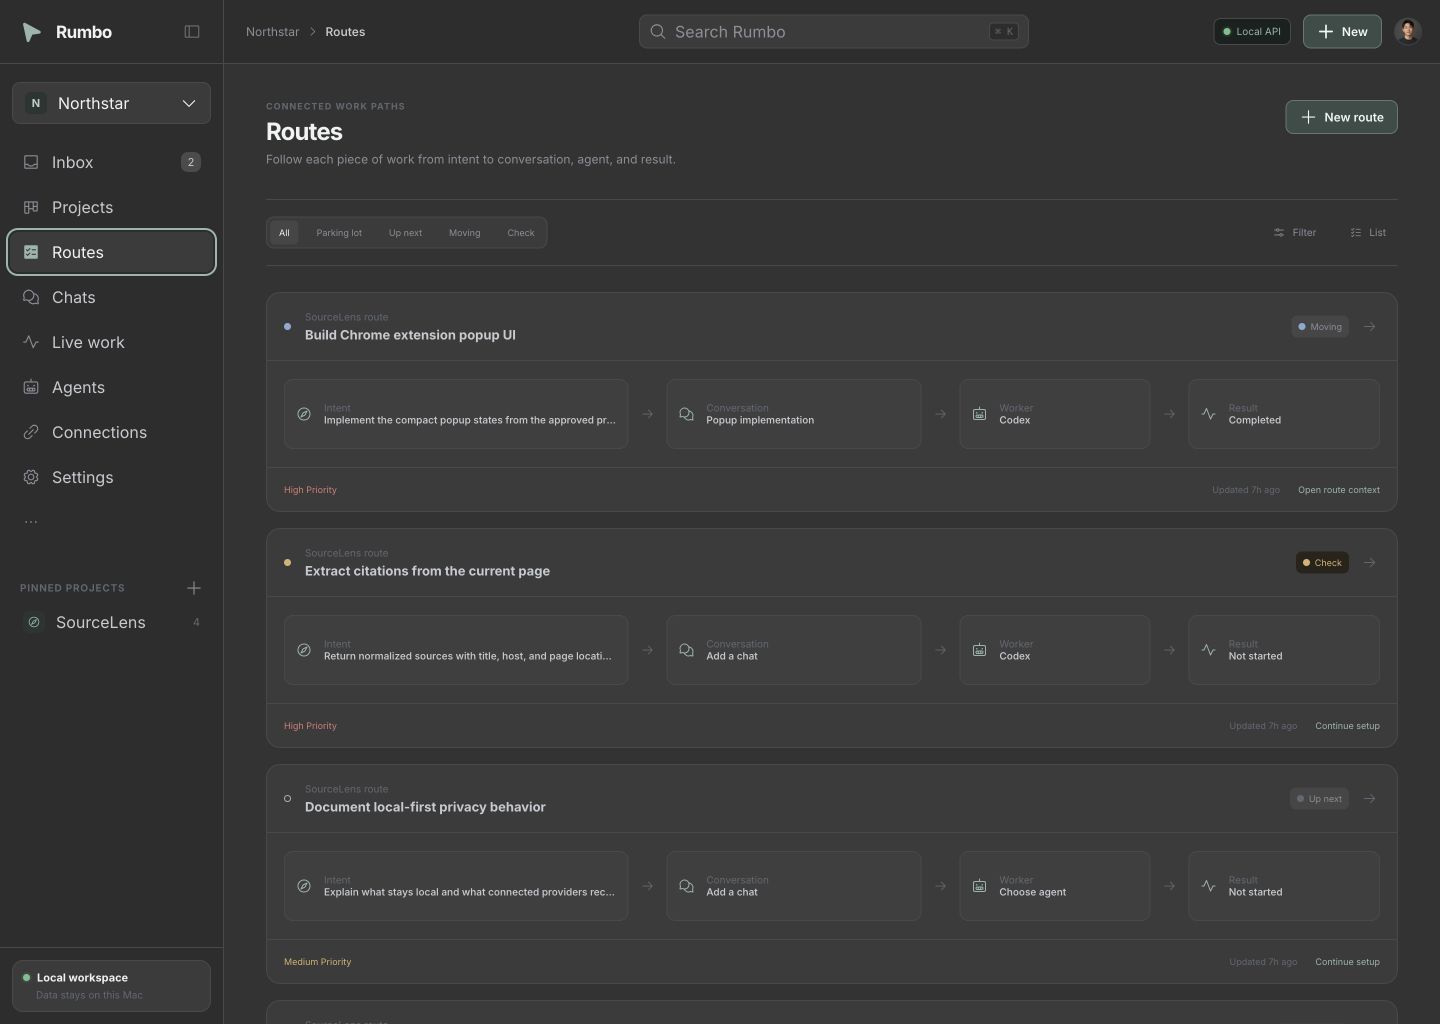 Rumbo
Northstar > Routes
Search Rumbo
⌘ K
Local API
New
N Northstar
Inbox 2
Projects
Routes
Chats
Live work
Agents
Connections
Settings
...
PINNED PROJECTS
SourceLens 4
Local workspace
Data stays on this Mac
CONNECTED WORK PATHS
Routes
Follow each piece of work from intent to conversation, agent, and result.
New route
All Parking lot Up next Moving Check
Filter List
SourceLens route
Build Chrome extension popup UI
Moving
Intent
Implement the compact popup states from the approved pr...
Conversation
Popup implementation
Worker
Codex
Result
Completed
High Priority
Updated 7h ago
Open route context
SourceLens route
Extract citations from the current page
Check
Intent
Return normalized sources with title, host, and page locati...
Conversation
Add a chat
Worker
Codex
Result
Not started
High Priority
Updated 7h ago
Continue setup
SourceLens route
Document local-first privacy behavior
Up next
Intent
Explain what stays local and what connected providers rec...
Conversation
Add a chat
Worker
Choose agent
Result
Not started
Medium Priority
Updated 7h ago
Continue setup